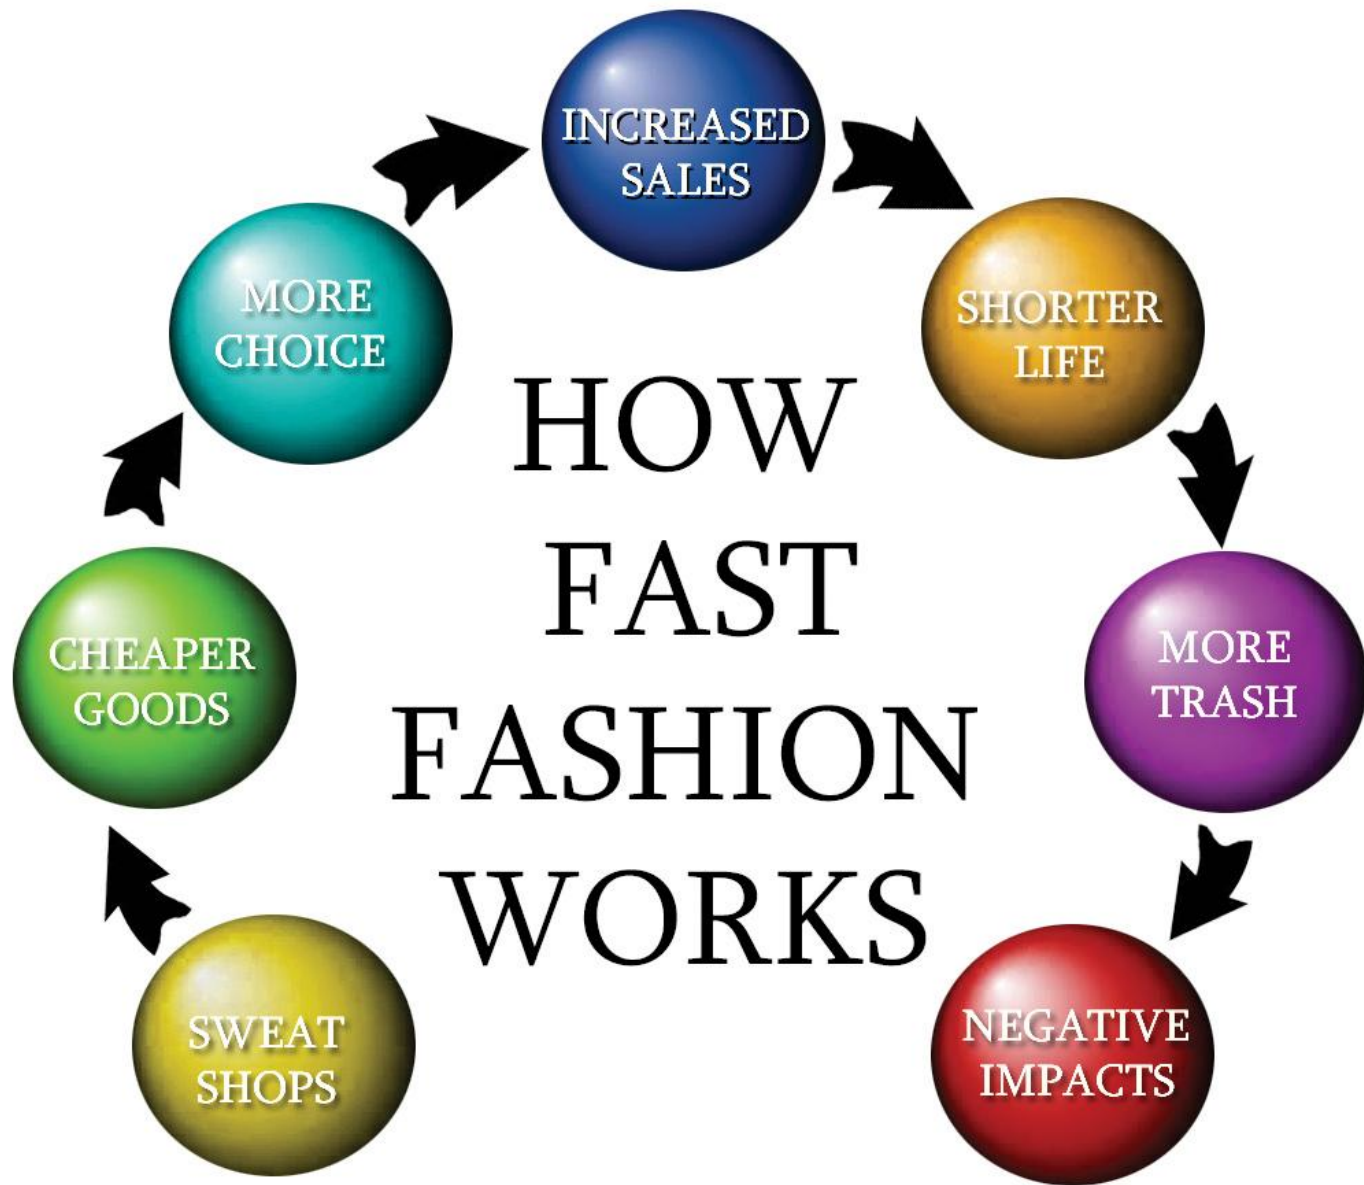 INCREASED
SALES
MORE
CHOICE
SHORTER
LIFE
HOW
FAST
FASHION
WORKS
CHEAPER
GOODS
MORE
TRASH
SWEAT
SHOPS
NEGATIVE
IMPACTS